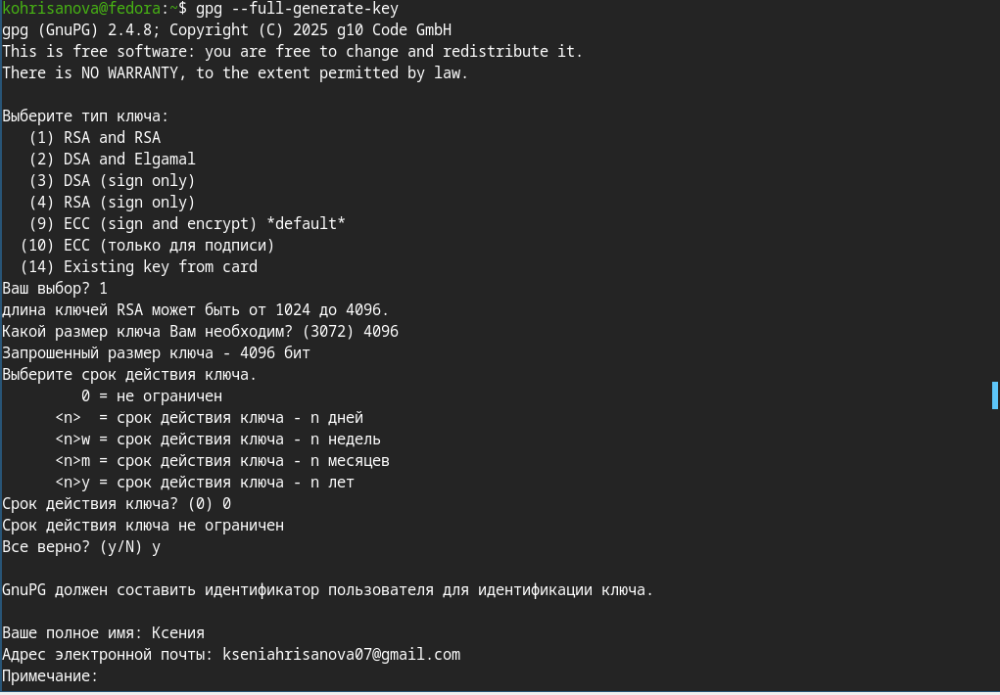 kohrisanova@fedora:~$ gpg --full-generate-key
gpg (GnuPG) 2.4.8; Copyright (C) 2025 g10 Code GmbH
This is free software: you are free to change and redistribute it.
There is NO WARRANTY, to the extent permitted by law.
Выберите тип ключа:
(1) RSA and RSA
(2) DSA and Elgamal
(3) DSA (sign only)
(4) RSA (sign only)
(9) ECC (sign and encrypt) *default*
(10) ECC (только для подписи)
(14) Existing key from card
Ваш выбор? 1
длина ключей RSA может быть от 1024 до 4096.
Какой размер ключа Вам необходим? (3072) 4096
Запрошенный размер ключа - 4096 бит
Выберите срок действия ключа.
0 = не ограничен
<n>  = срок действия ключа - n дней
<n>w = срок действия ключа - n недель
<n>m = срок действия ключа - n месяцев
<n>y = срок действия ключа - n лет
Срок действия ключа? (0) 0
Срок действия ключа не ограничен
Все верно? (y/N) y
GnuPG должен составить идентификатор пользователя для идентификации ключа.
Ваше полное имя: Ксения
Адрес электронной почты: kseniahrisanova07@gmail.com
Примечание: